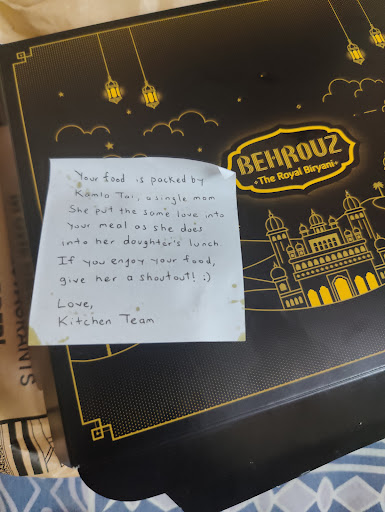 BEHROUZ
The Royal Biryani
Your food is packed by
Kamla Tai, a single mom
She put the same love into
Your meal as she does
into her daughter's lunch.
If you enjoy your food,
give her a shoutout! :)
Love,
Kitchen Team